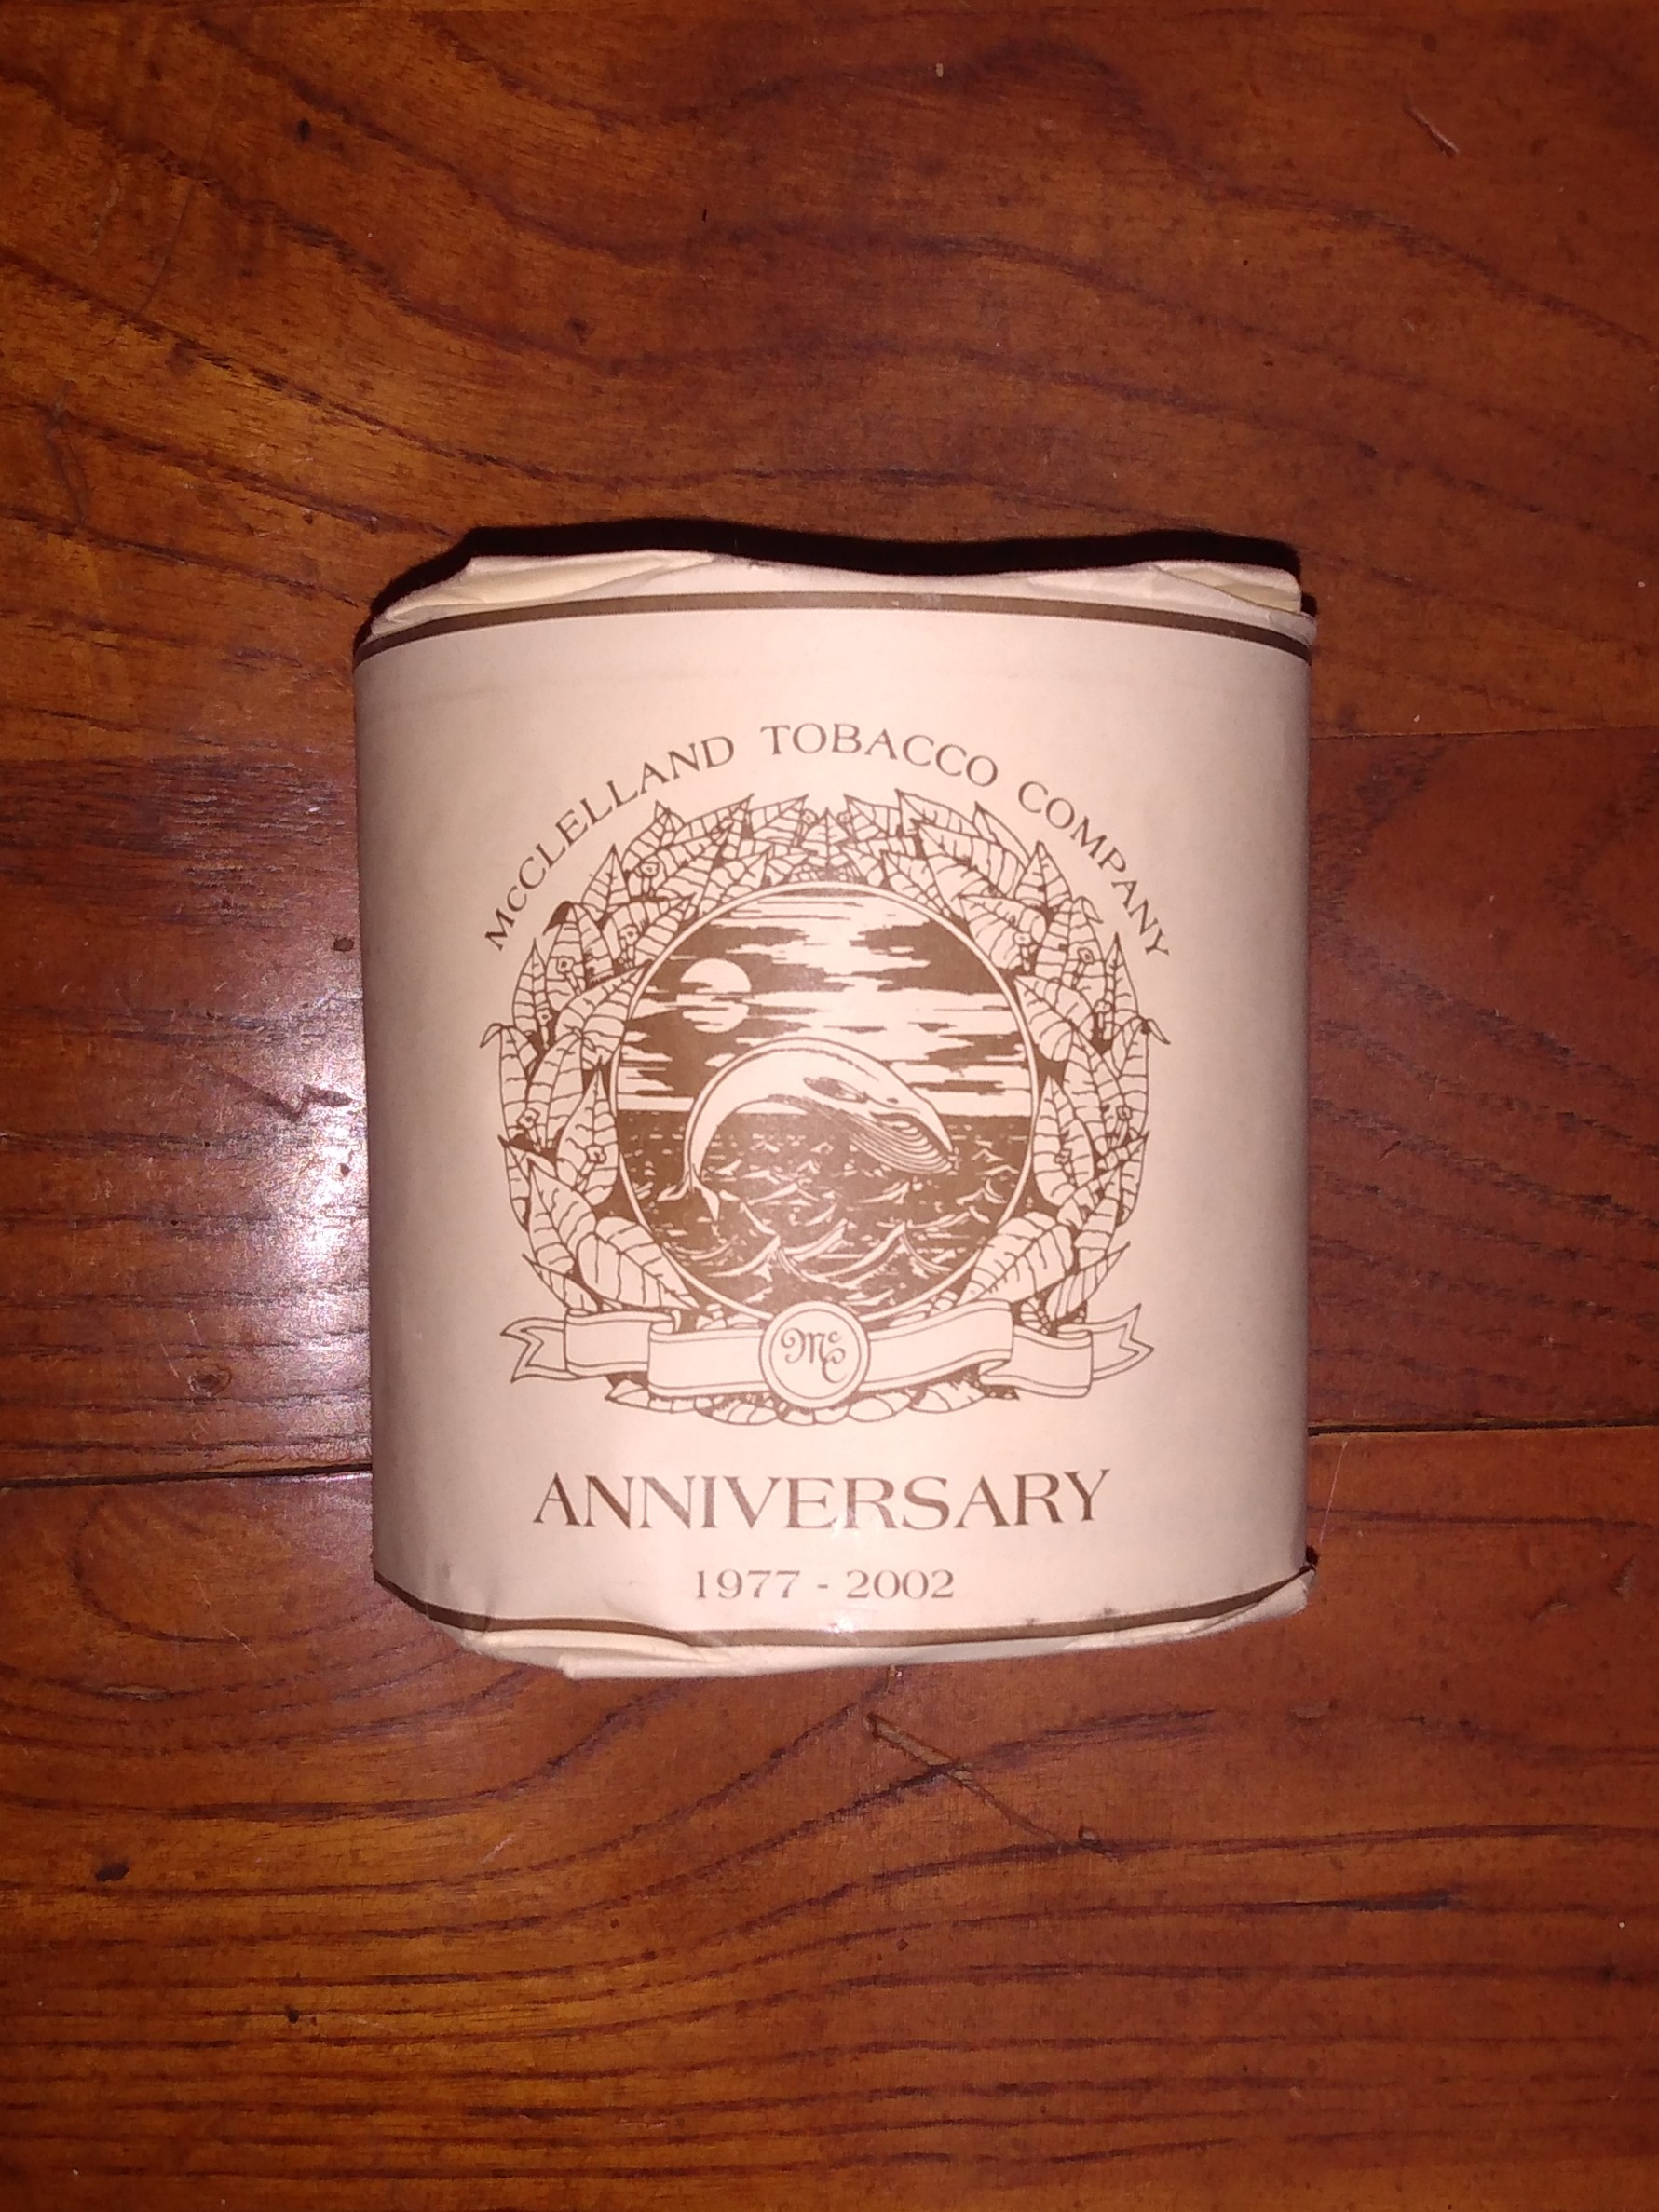 McCLELLAND TOBACCO COMPANY
Mc
ANNIVERSARY
1977 - 2002